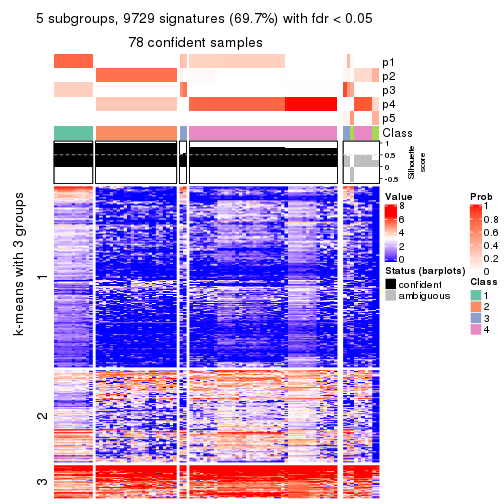 5 subgroups, 9729 signatures (69.7%) with fdr < 0.05
78 confident samples
p1
p2
p3
p4
p5
Class
1
0.5
0
-0.5
Silhouette
score
k-means with 3 groups
1
2
3
Value
8
6
4
2
0
Status (barplots)
confident
ambiguous
Prob
1
0.8
0.6
0.4
0.2
0
Class
1
2
3
4